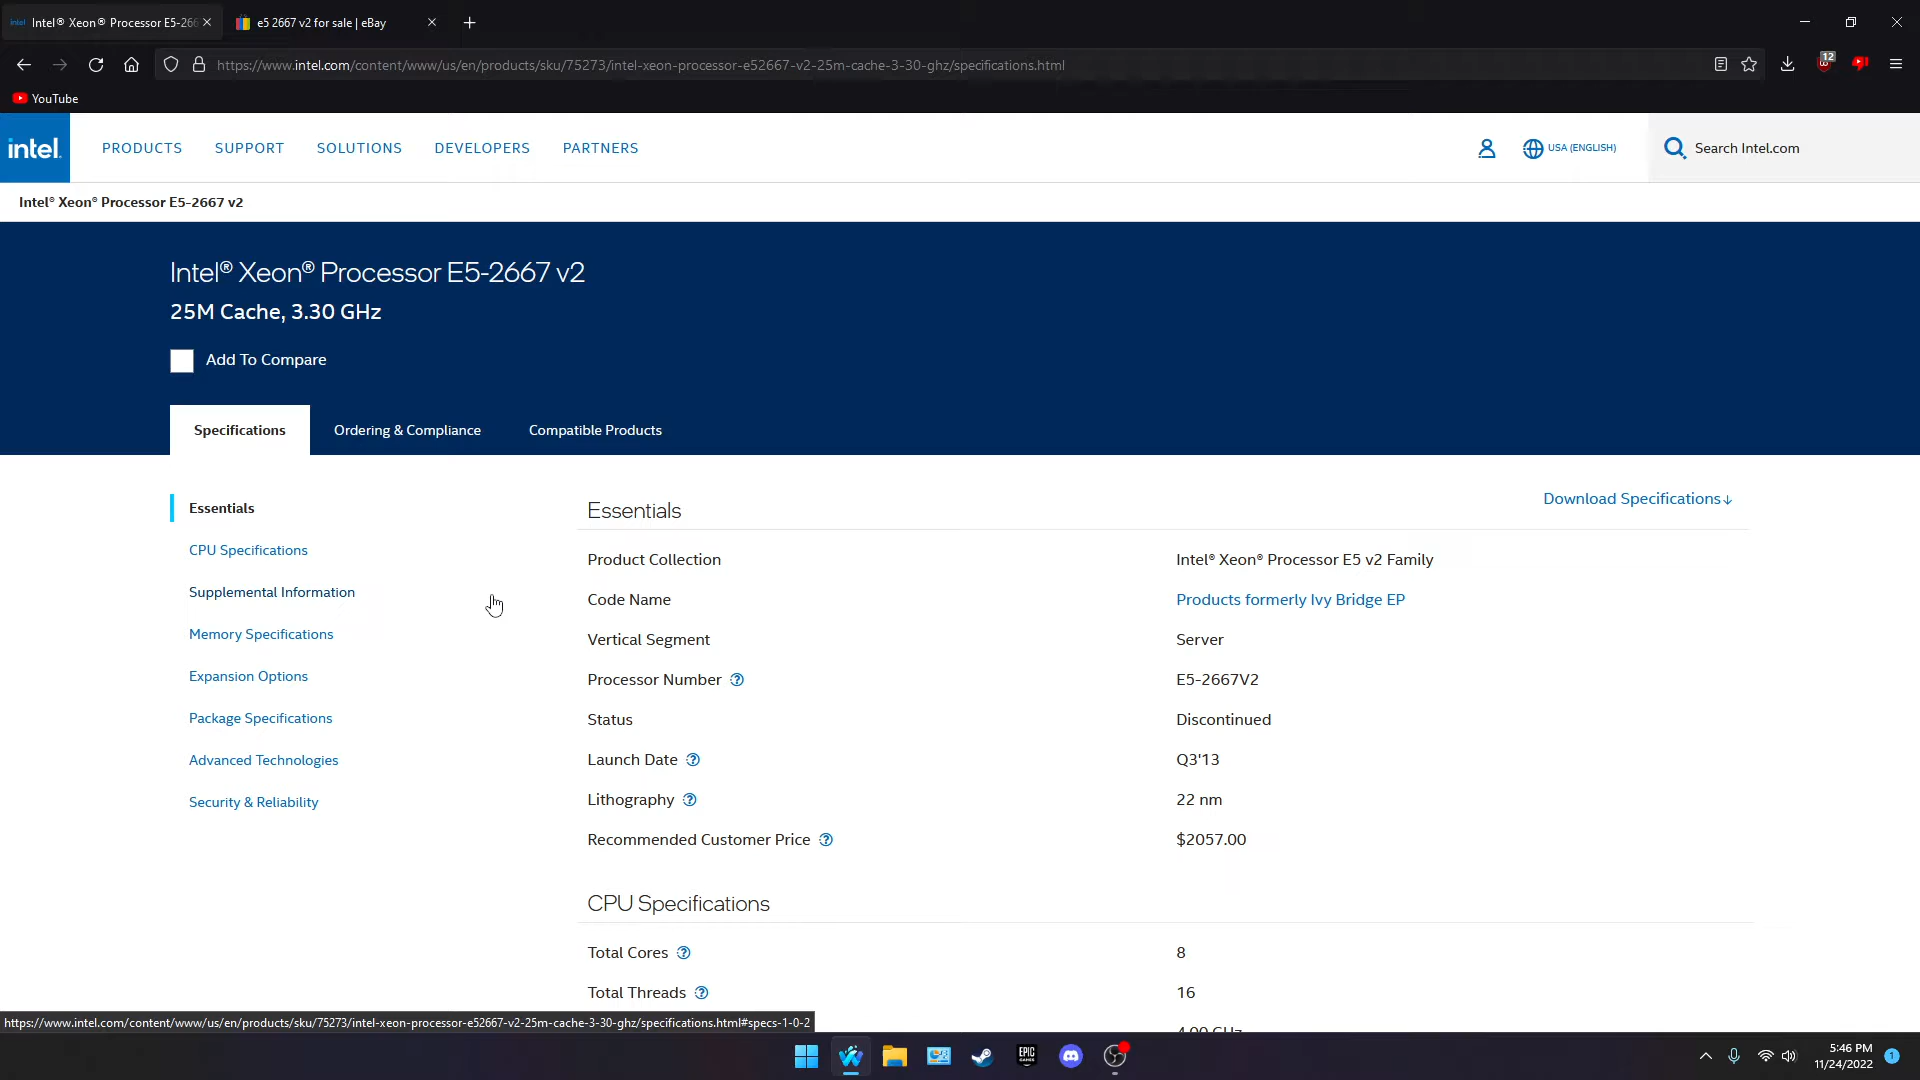 intel Intel® Xeon® Processor E5-266
e5 2667 v2 for sale | eBay
https://www.intel.com/content/www/us/en/products/sku/75273/intel-xeon-processor-e52667-v2-25m-cache-3-30-ghz/specifications.html
12
YouTube
intel.
PRODUCTS
SUPPORT
SOLUTIONS
DEVELOPERS
PARTNERS
USA (ENGLISH)
Search Intel.com
Intel® Xeon® Processor E5-2667 v2
Intel® Xeon® Processor E5-2667 v2
25M Cache, 3.30 GHz
Add To Compare
Specifications
Ordering & Compliance
Compatible Products
Essentials
CPU Specifications
Supplemental Information
Memory Specifications
Expansion Options
Package Specifications
Advanced Technologies
Security & Reliability
Essentials
Download Specifications↓
Product Collection
Intel® Xeon® Processor E5 v2 Family
Code Name
Products formerly Ivy Bridge EP
Vertical Segment
Server
Processor Number ?
E5-2667V2
Status
Discontinued
Launch Date ?
Q3'13
Lithography ?
22 nm
Recommended Customer Price ?
$2057.00
CPU Specifications
Total Cores ?
8
Total Threads ?
16
4.00 GHz
https://www.intel.com/content/www/us/en/products/sku/75273/intel-xeon-processor-e52667-v2-25m-cache-3-30-ghz/specifications.html#specs-1-0-2
EPIC
GAMES
5:46 PM
11/24/2022
1